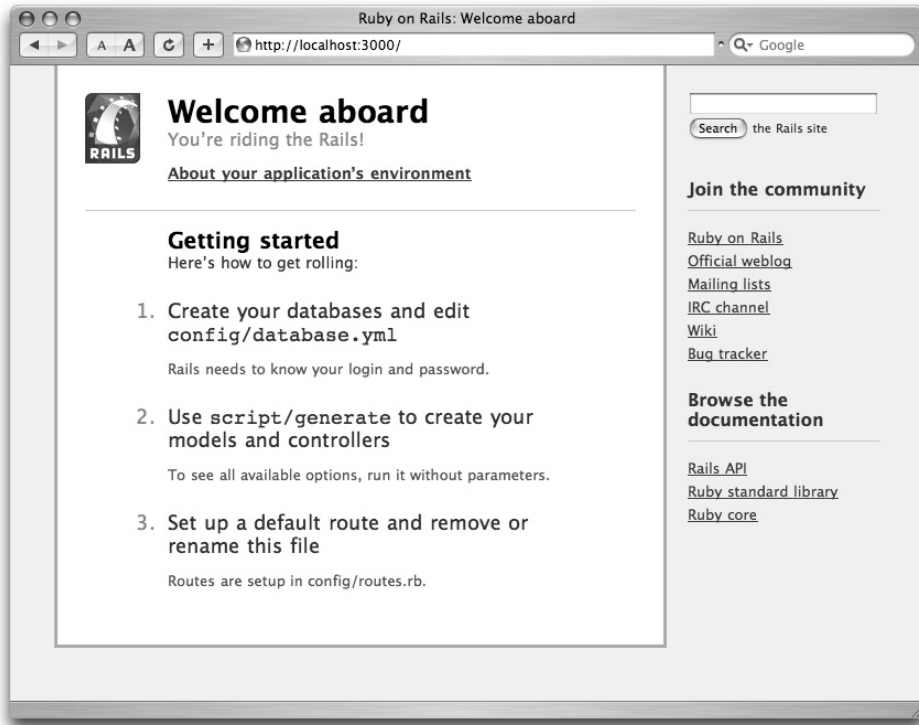 Ruby on Rails: Welcome aboard
A A http://localhost:3000/ Google
RAILS
Welcome aboard
You're riding the Rails!
About your application's environment
Getting started
Here's how to get rolling:
1. Create your databases and edit
config/database.yml
Rails needs to know your login and password.
2. Use script/generate to create your
models and controllers
To see all available options, run it without parameters.
3. Set up a default route and remove or
rename this file
Routes are setup in config/routes.rb.
Search the Rails site
Join the community
Ruby on Rails
Official weblog
Mailing lists
IRC channel
Wiki
Bug tracker
Browse the
documentation
Rails API
Ruby standard library
Ruby core